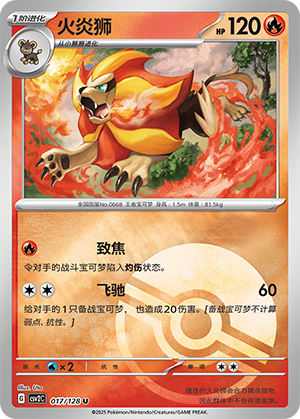 1阶进化
火炎狮
HP 120
从小狮狮进化
全国图鉴No.0668 王者宝可梦 身高:1.5m 体重:81.5kg
致焦
令对手的战斗宝可梦陷入灼伤状态。
飞驰 60
给对手的1只备战宝可梦,也造成20伤害。[备战宝可梦不计算
弱点、抗性。]
Illus. Uta
弱点 ×2 抗性 撤退
G CSV2C 017/128 U
©2025 Pokémon/Nintendo/Creatures/GAME FREAK.